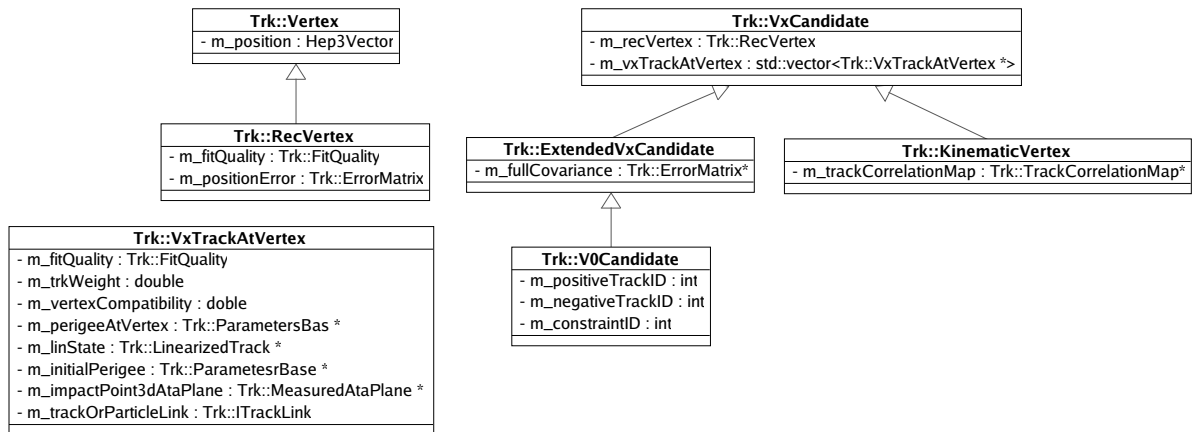 Trk::Vertex
- m_position : Hep3Vector
Trk::RecVertex
- m_fitQuality : Trk::FitQuality
- m_positionError : Trk::ErrorMatrix
Trk::VxTrackAtVertex
- m_fitQuality : Trk::FitQuality
- m_trkWeight : double
- m_vertexCompatibility : doble
- m_perigeeAtVertex : Trk::ParametersBas *
- m_linState : Trk::LinearizedTrack *
- m_initialPerigee : Trk::ParametesrBase *
- m_impactPoint3dAtaPlane : Trk::MeasuredAtaPlane *
- m_trackOrParticleLink : Trk::ITrackLink
Trk::VxCandidate
- m_recVertex : Trk::RecVertex
- m_vxTrackAtVertex : std::vector<Trk::VxTrackAtVertex *>
Trk::ExtendedVxCandidate
- m_fullCovariance : Trk::ErrorMatrix*
Trk::KinematicVertex
- m_trackCorrelationMap : Trk::TrackCorrelationMap*
Trk::V0Candidate
- m_positiveTrackID : int
- m_negativeTrackID : int
- m_constraintID : int